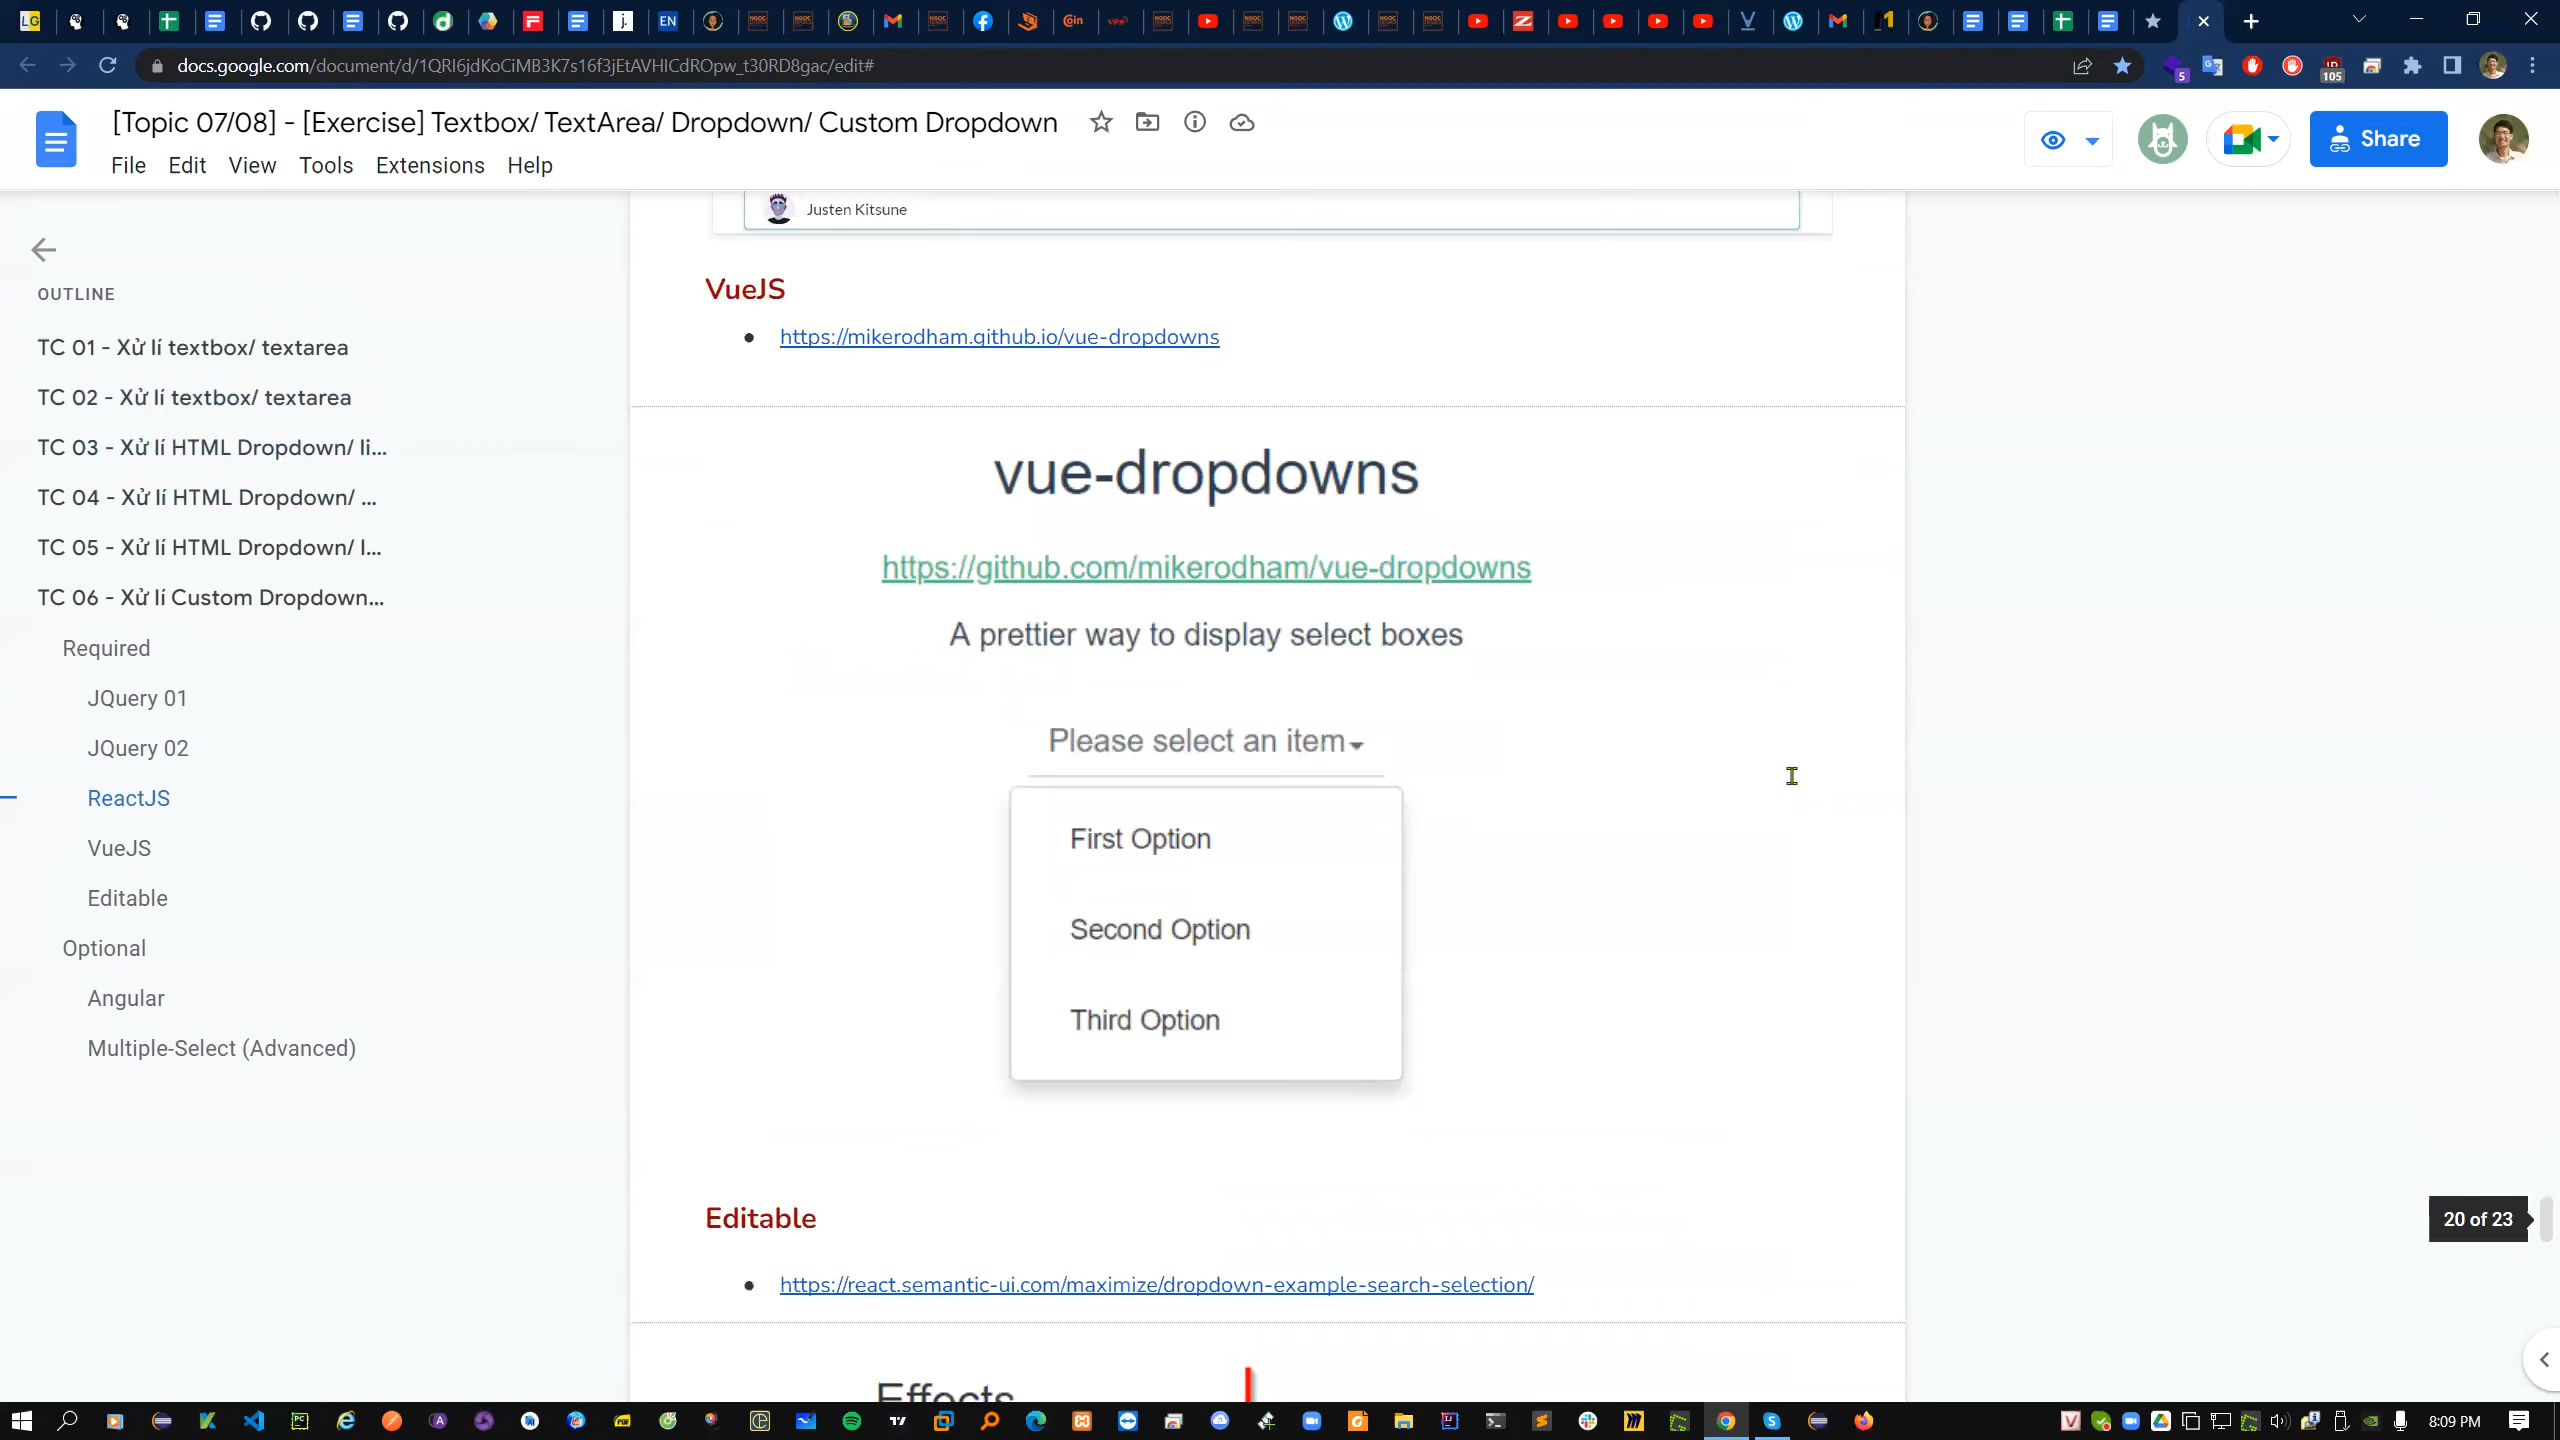 docs.google.com/document/d/1QRI6jdKoCiMB3K7s16f3jEtAVHICdROpw_t30RD8gac/edit#
5
105
[Topic 07/08] - [Exercise] Textbox/ TextArea/ Dropdown/ Custom Dropdown
Share
File Edit View Tools Extensions Help
Justen Kitsune
OUTLINE
TC 01 - Xử lí textbox/ textarea
TC 02 - Xử lí textbox/ textarea
TC 03 - Xử lí HTML Dropdown/ li...
TC 04 - Xử lí HTML Dropdown/ ...
TC 05 - Xử lí HTML Dropdown/ l...
TC 06 - Xử lí Custom Dropdown...
Required
JQuery 01
JQuery 02
ReactJS
VueJS
Editable
Optional
Angular
Multiple-Select (Advanced)
VueJS
https://mikerodham.github.io/vue-dropdowns
vue-dropdowns
https://github.com/mikerodham/vue-dropdowns
A prettier way to display select boxes
Please select an item
First Option
Second Option
Third Option
Editable
https://react.semantic-ui.com/maximize/dropdown-example-search-selection/
Effects
20 of 23
8:09 PM